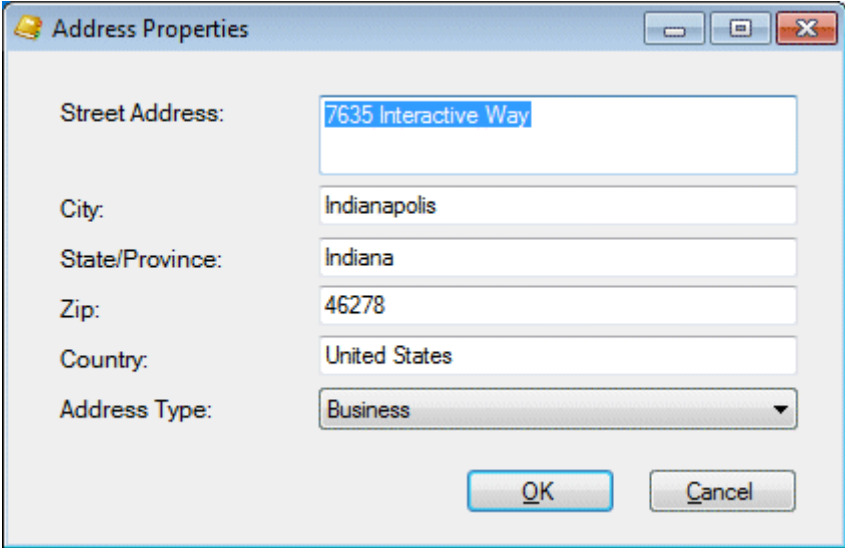 Address Properties
Street Address: 7635 Interactive Way
City: Indianapolis
State/Province: Indiana
Zip: 46278
Country: United States
Address Type: Business
OK Cancel